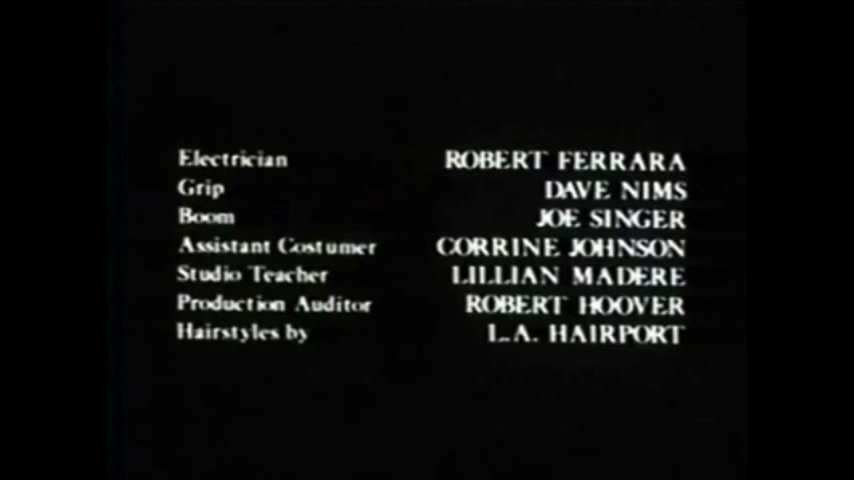 Electrician ROBERT FERRARA
Grip DAVE NIMS
Boom JOE SINGER
Assistant Costumer CORRINE JOHNSON
Studio Teacher LILLIAN MADERE
Production Auditor ROBERT HOOVER
Hairstyles by L.A. HAIRPORT